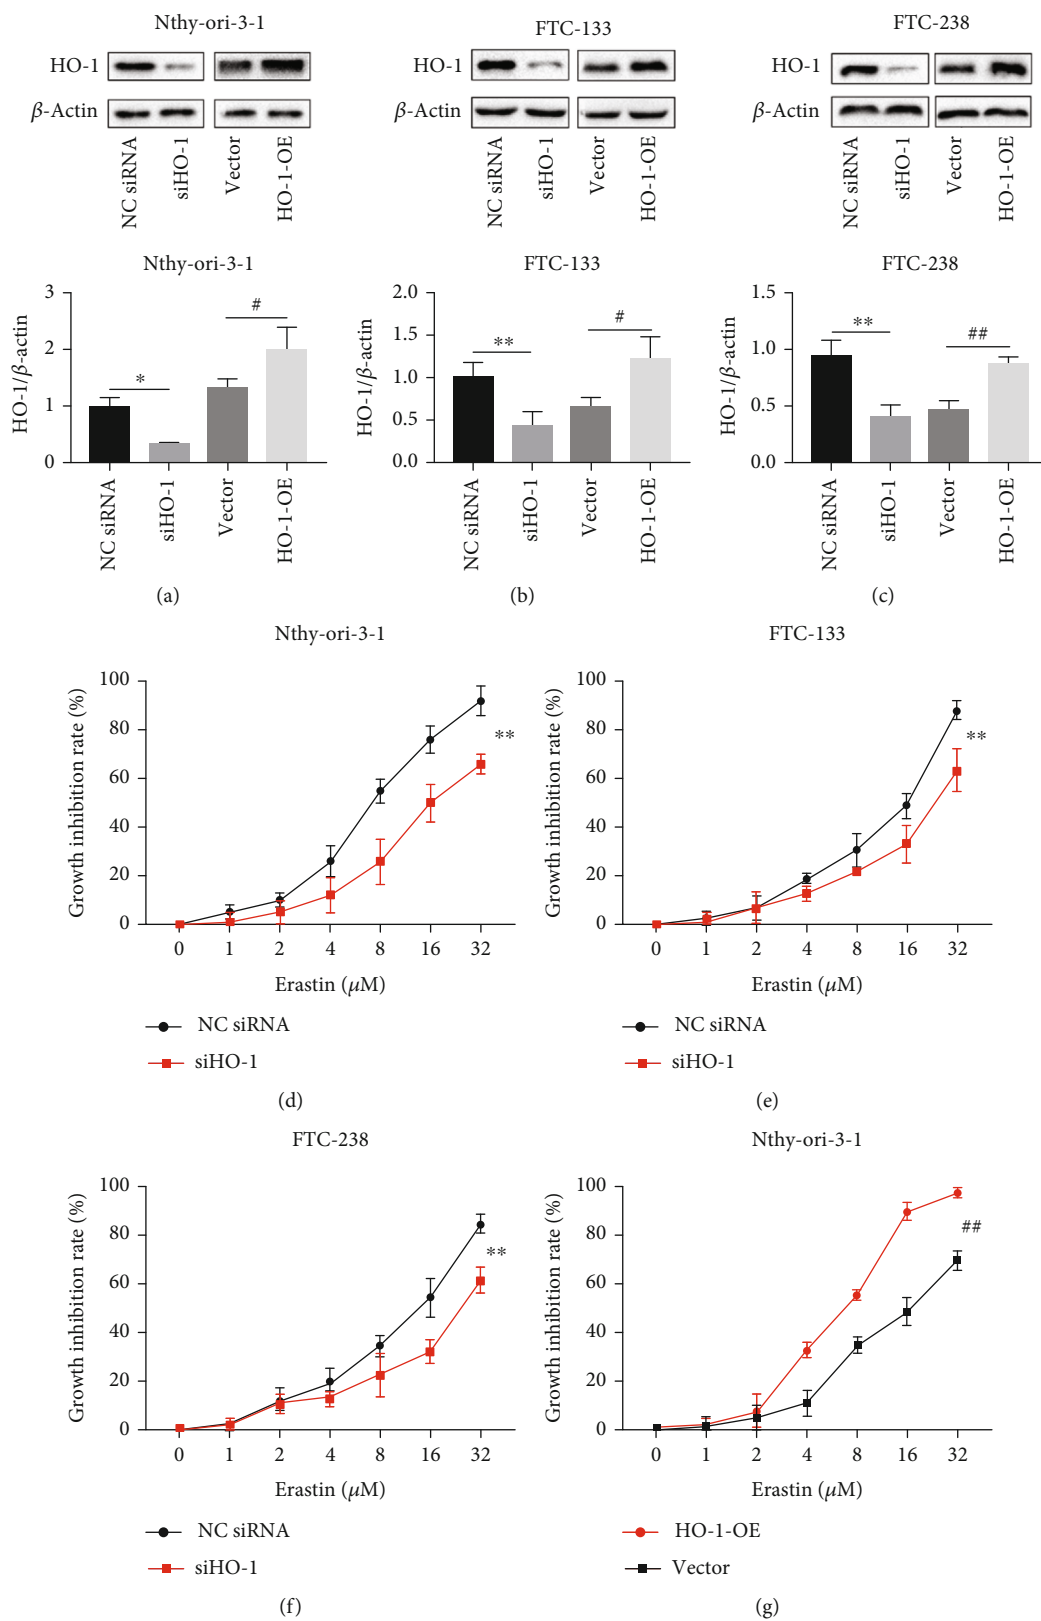 Nthy-ori-3-1
FTC-133
FTC-238
HO-1
β-Actin
NC siRNA
siHO-1
Vector
HO-1-OE
HO-1
β-Actin
NC siRNA
siHO-1
Vector
HO-1-OE
HO-1
β-Actin
NC siRNA
siHO-1
Vector
HO-1-OE
Nthy-ori-3-1
HO-1/β-actin
3
2
1
0
*
#
NC siRNA
siHO-1
Vector
HO-1-OE
(a)
FTC-133
HO-1/β-actin
2.0
1.5
1.0
0.5
0.0
**
#
NC siRNA
siHO-1
Vector
HO-1-OE
(b)
FTC-238
HO-1/β-actin
1.5
1.0
0.5
0.0
**
##
NC siRNA
siHO-1
Vector
HO-1-OE
(c)
Nthy-ori-3-1
Growth inhibition rate (%)
100
80
60
40
20
0
**
0 1 2 4 8 16 32
Erastin (μM)
NC siRNA
siHO-1
(d)
FTC-133
Growth inhibition rate (%)
100
80
60
40
20
0
**
0 1 2 4 8 16 32
Erastin (μM)
NC siRNA
siHO-1
(e)
FTC-238
Growth inhibition rate (%)
100
80
60
40
20
0
**
0 1 2 4 8 16 32
Erastin (μM)
NC siRNA
siHO-1
(f)
Nthy-ori-3-1
Growth inhibition rate (%)
100
80
60
40
20
0
##
0 1 2 4 8 16 32
Erastin (μM)
HO-1-OE
Vector
(g)